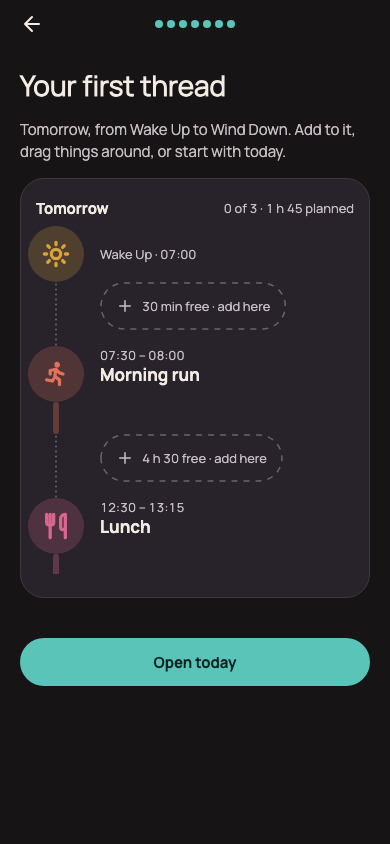 Your first thread
Tomorrow, from Wake Up to Wind Down. Add to it,
drag things around, or start with today.
Tomorrow
0 of 3 · 1 h 45 planned
Wake Up · 07:00
30 min free · add here
07:30 – 08:00
Morning run
4 h 30 free · add here
12:30 – 13:15
Lunch
Open today